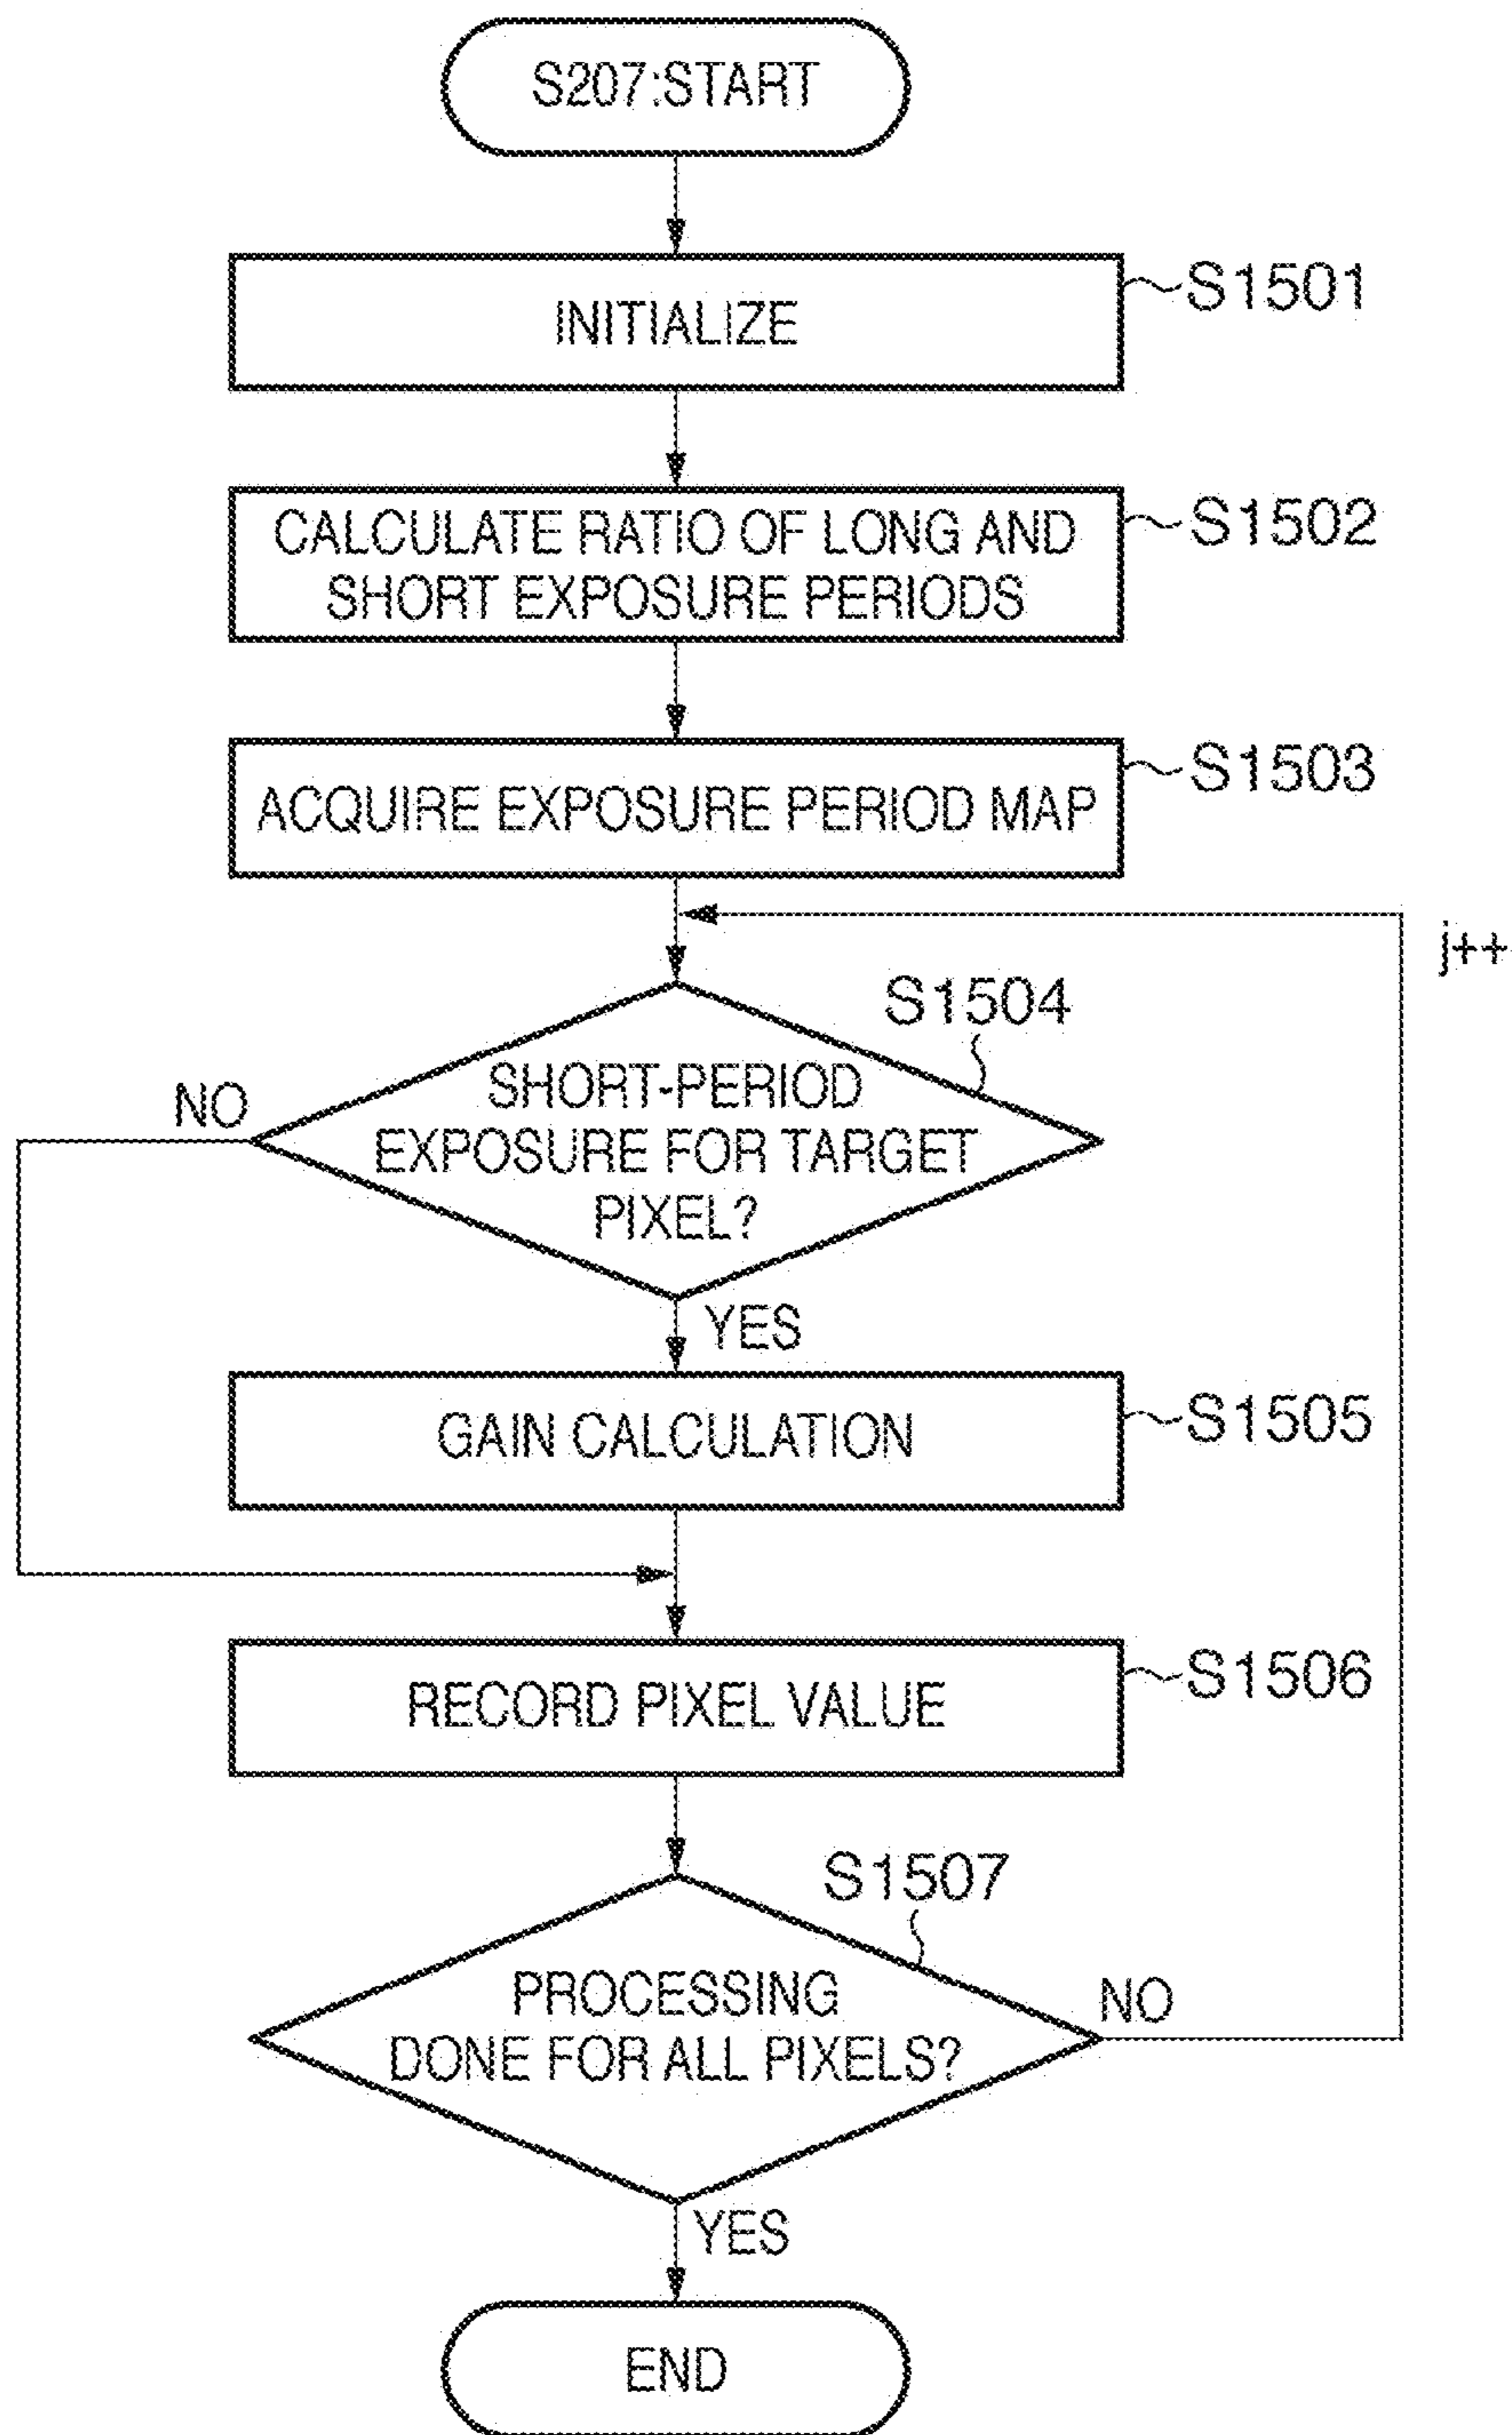 S207:START
INITIALIZE
S1501
CALCULATE RATIO OF LONG AND
SHORT EXPOSURE PERIODS
S1502
ACQUIRE EXPOSURE PERIOD MAP
S1503
j++
S1504
SHORT-PERIOD
EXPOSURE FOR TARGET
PIXEL?
NO
YES
GAIN CALCULATION
S1505
RECORD PIXEL VALUE
S1506
S1507
PROCESSING
DONE FOR ALL PIXELS?
NO
YES
END